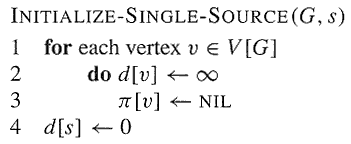 INITIALIZE-SINGLE-SOURCE(G, s)
1 for each vertex v ∈ V[G]
2 do d[v] ← ∞
3 π[v] ← NIL
4 d[s] ← 0